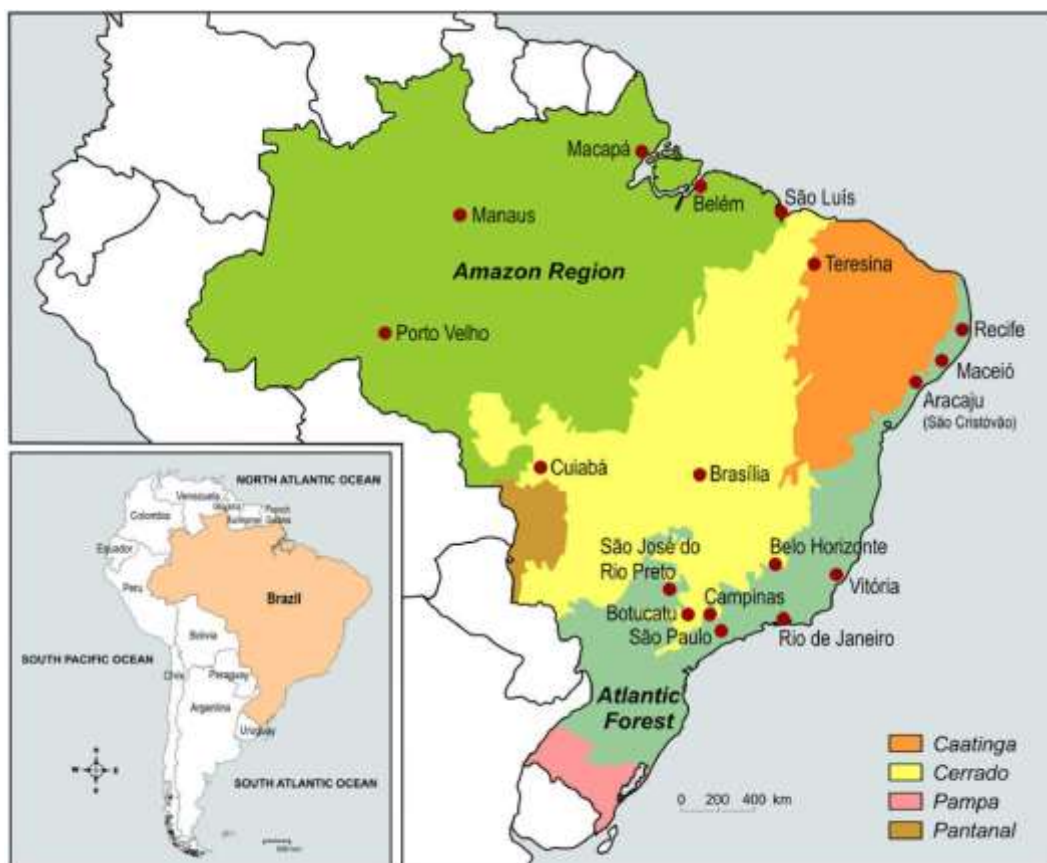 Macapá
Belém
São Luís
Manaus
Amazon Region
Teresina
Porto Velho
Recife
Maceió
Aracaju
(São Cristóvão)
Cuiabá
Brasília
São José do
Rio Preto
Belo Horizonte
Vitória
Botucatu
Campinas
São Paulo
Rio de Janeiro
Atlantic
Forest
Caatinga
Cerrado
Pampa
Pantanal
0 200 400 km
NORTH ATLANTIC OCEAN
Venezuela
Colombia
Ecuador
Peru
Brazil
Bolivia
SOUTH PACIFIC OCEAN
Chile
Paraguay
Argentina
Uruguay
SOUTH ATLANTIC OCEAN
W E